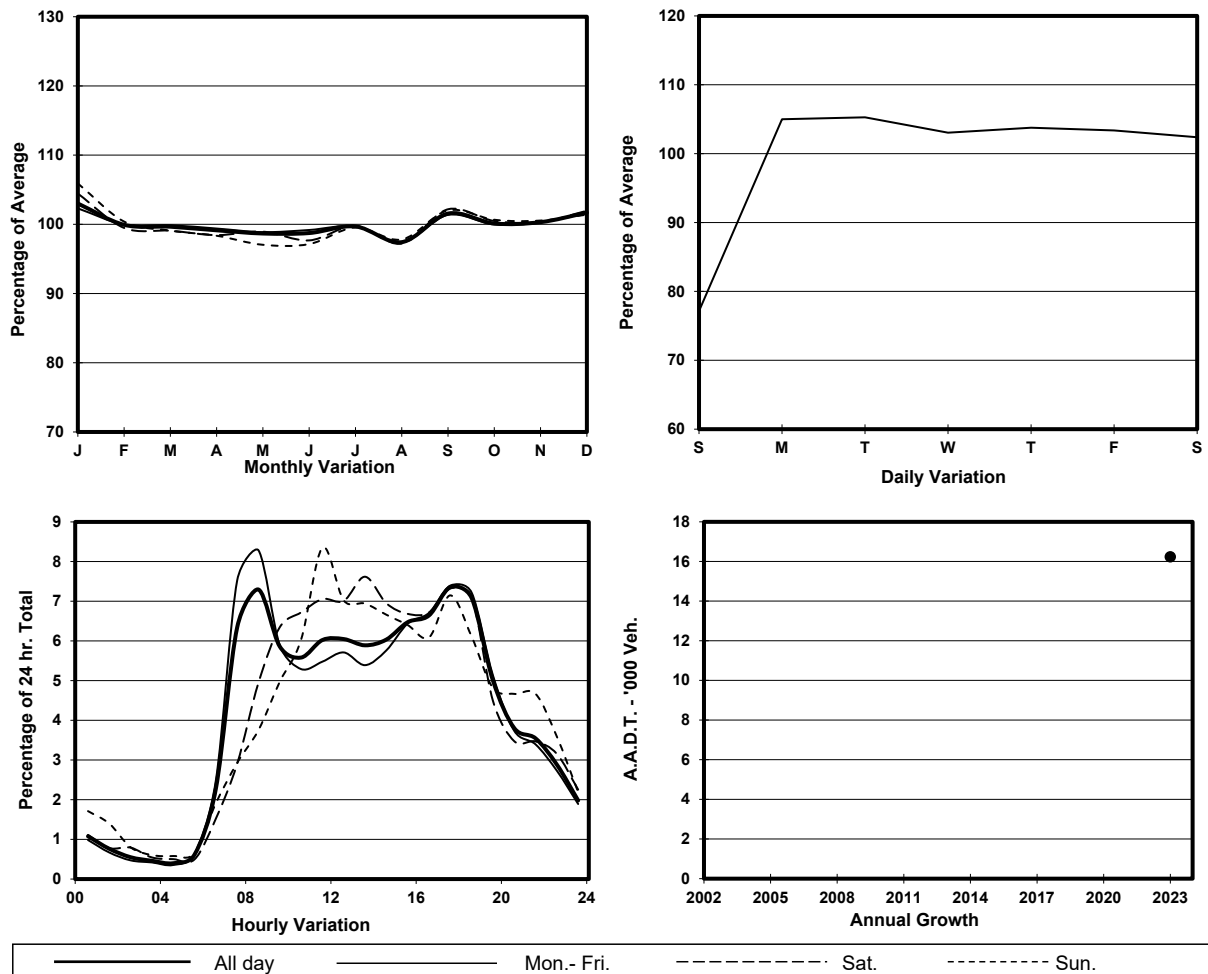 130
120
110
100
90
80
70
Percentage of Average
J F M A M J J A S O N D
Monthly Variation
120
110
100
90
80
70
60
Percentage of Average
S M T W T F S
Daily Variation
9
8
7
6
5
4
3
2
1
0
Percentage of 24 hr. Total
00 04 08 12 16 20 24
Hourly Variation
18
16
14
12
10
8
6
4
2
0
A.A.D.T. - '000 Veh.
2002 2005 2008 2011 2014 2017 2020 2023
Annual Growth
All day Mon.- Fri. Sat. Sun.